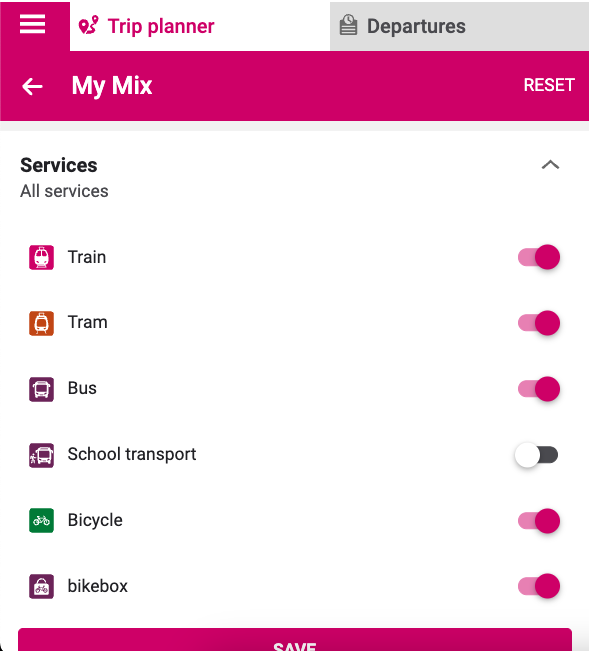 Trip planner
Departures
My Mix
RESET
Services
All services
Train
Tram
Bus
School transport
Bicycle
bikebox
SAVE